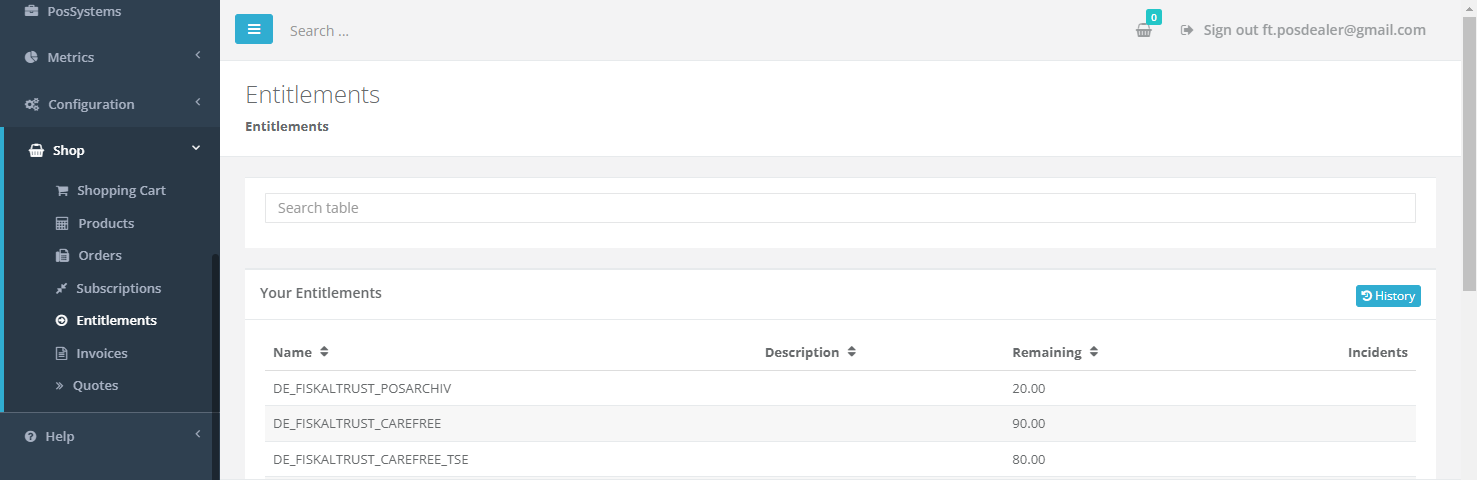 PosSystems
Metrics
Configuration
Shop
Shopping Cart
Products
Orders
Subscriptions
Entitlements
Invoices
Quotes
Help
Search ...
0
Sign out ft.posdealer@gmail.com
Entitlements
Entitlements
Search table
Your Entitlements
History
Name Description Remaining Incidents
DE_FISKALTRUST_POSARCHIV 20.00
DE_FISKALTRUST_CAREFREE 90.00
DE_FISKALTRUST_CAREFREE_TSE 80.00